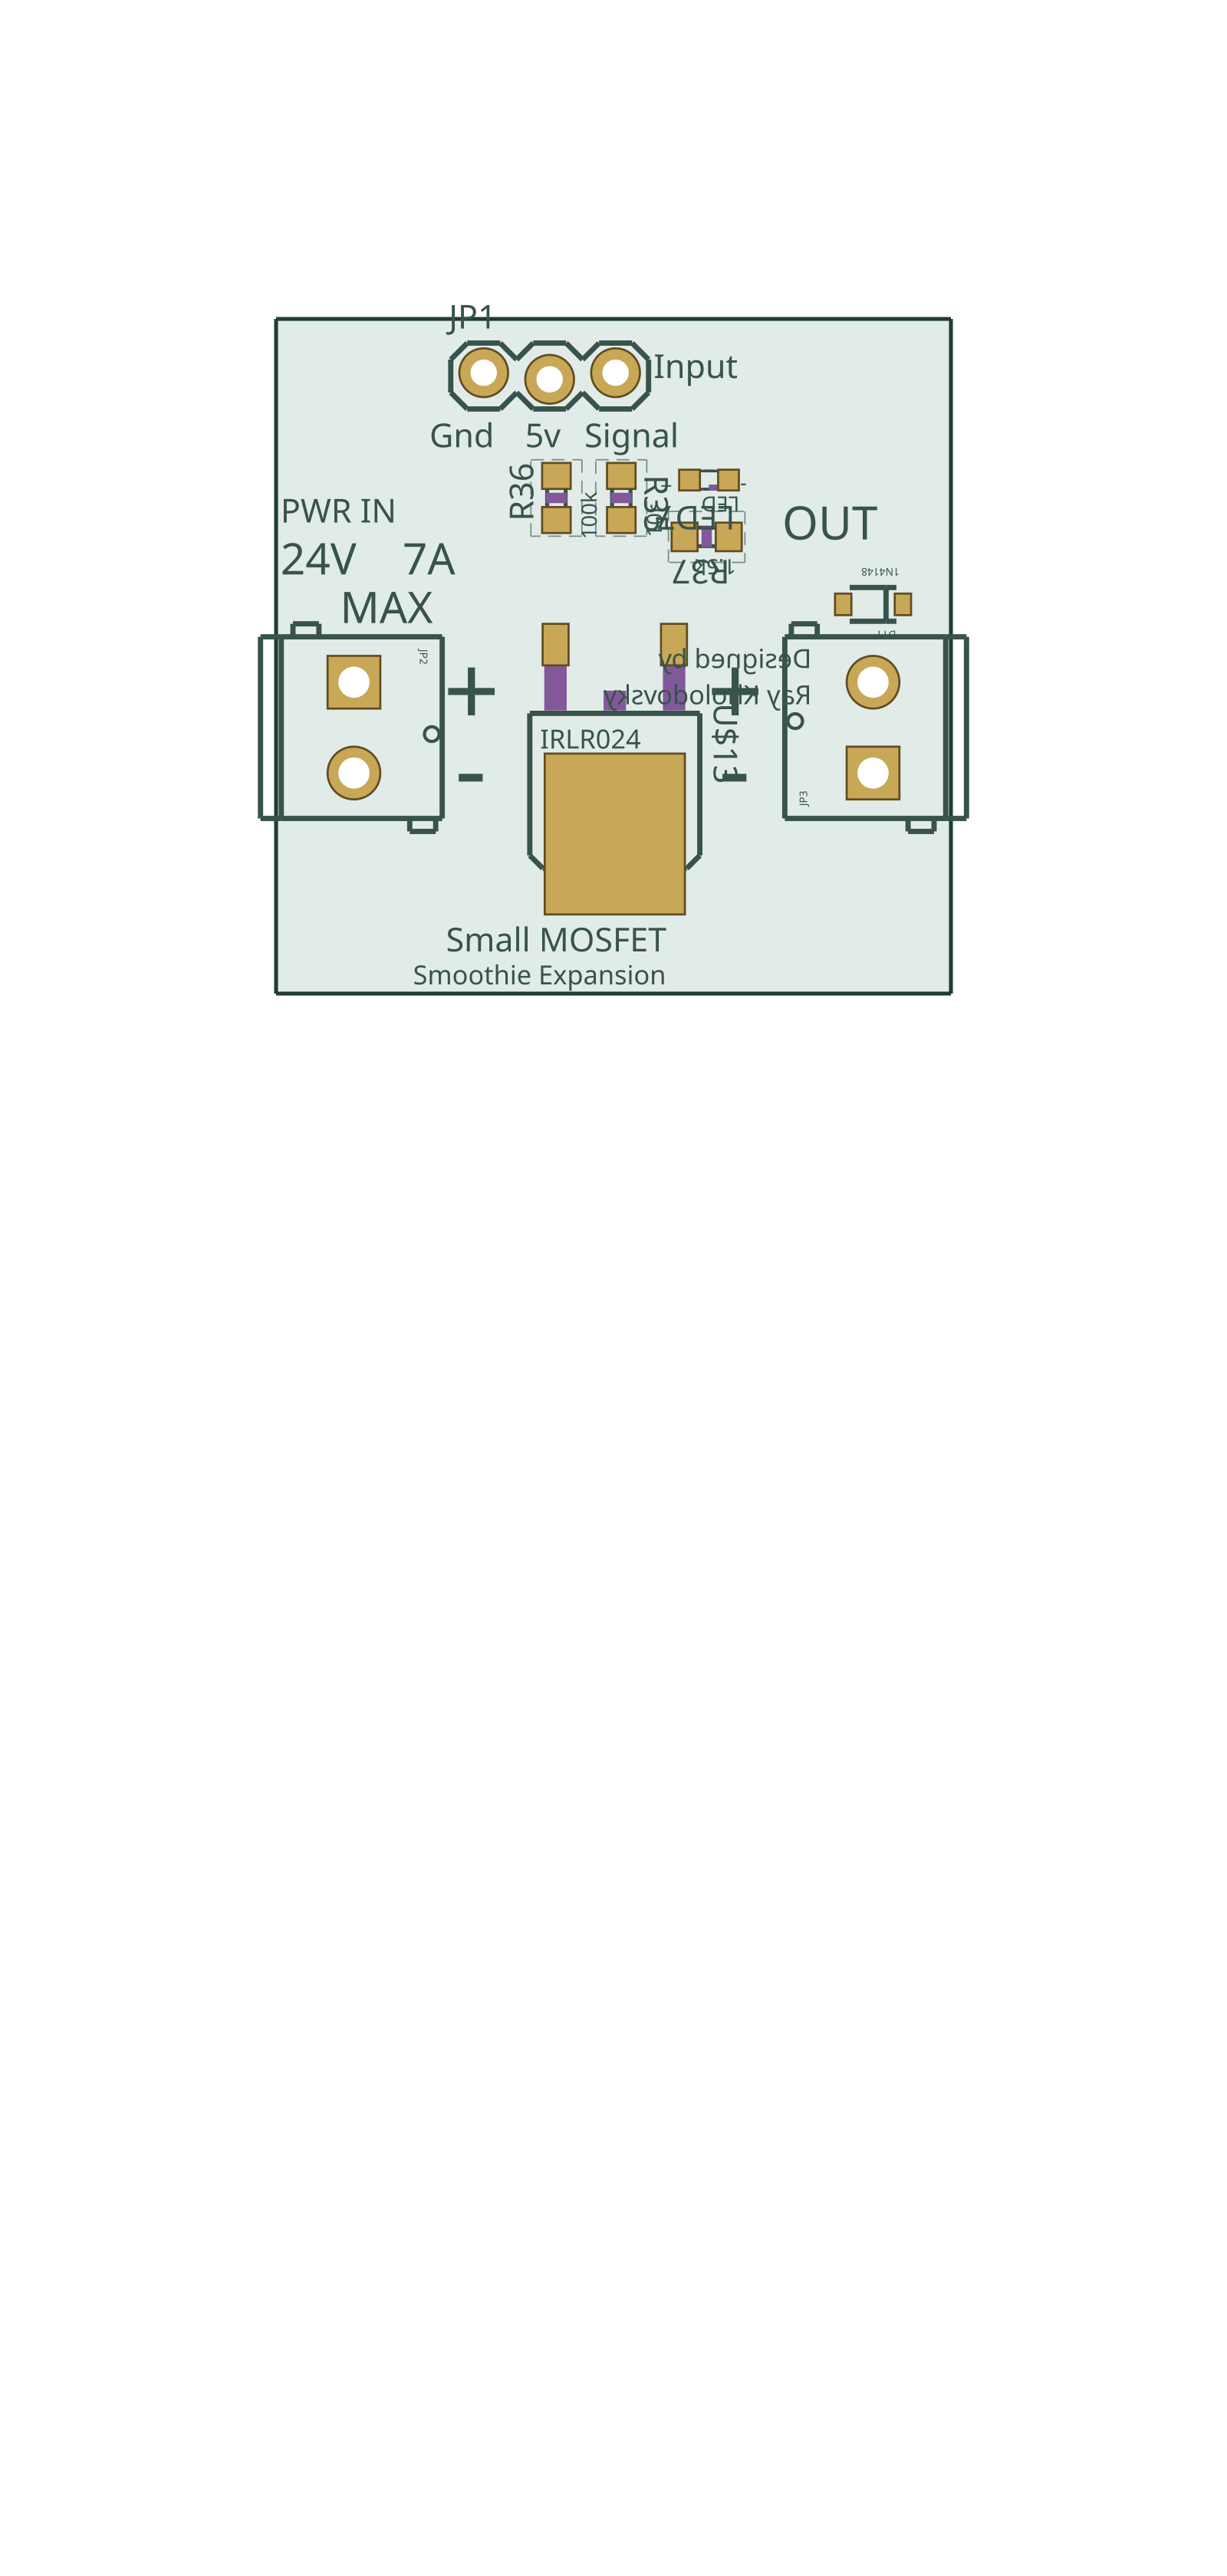 JP1
Input
Gnd 5v Signal
R36
100k
LED
PWR IN
OUT
24V 7A
R37
1N4148
MAX
JP2
Designed by
Ray Kholodovsky
+
+
U$13
IRLR024
-
-
JP3
Small MOSFET
Smoothie Expansion